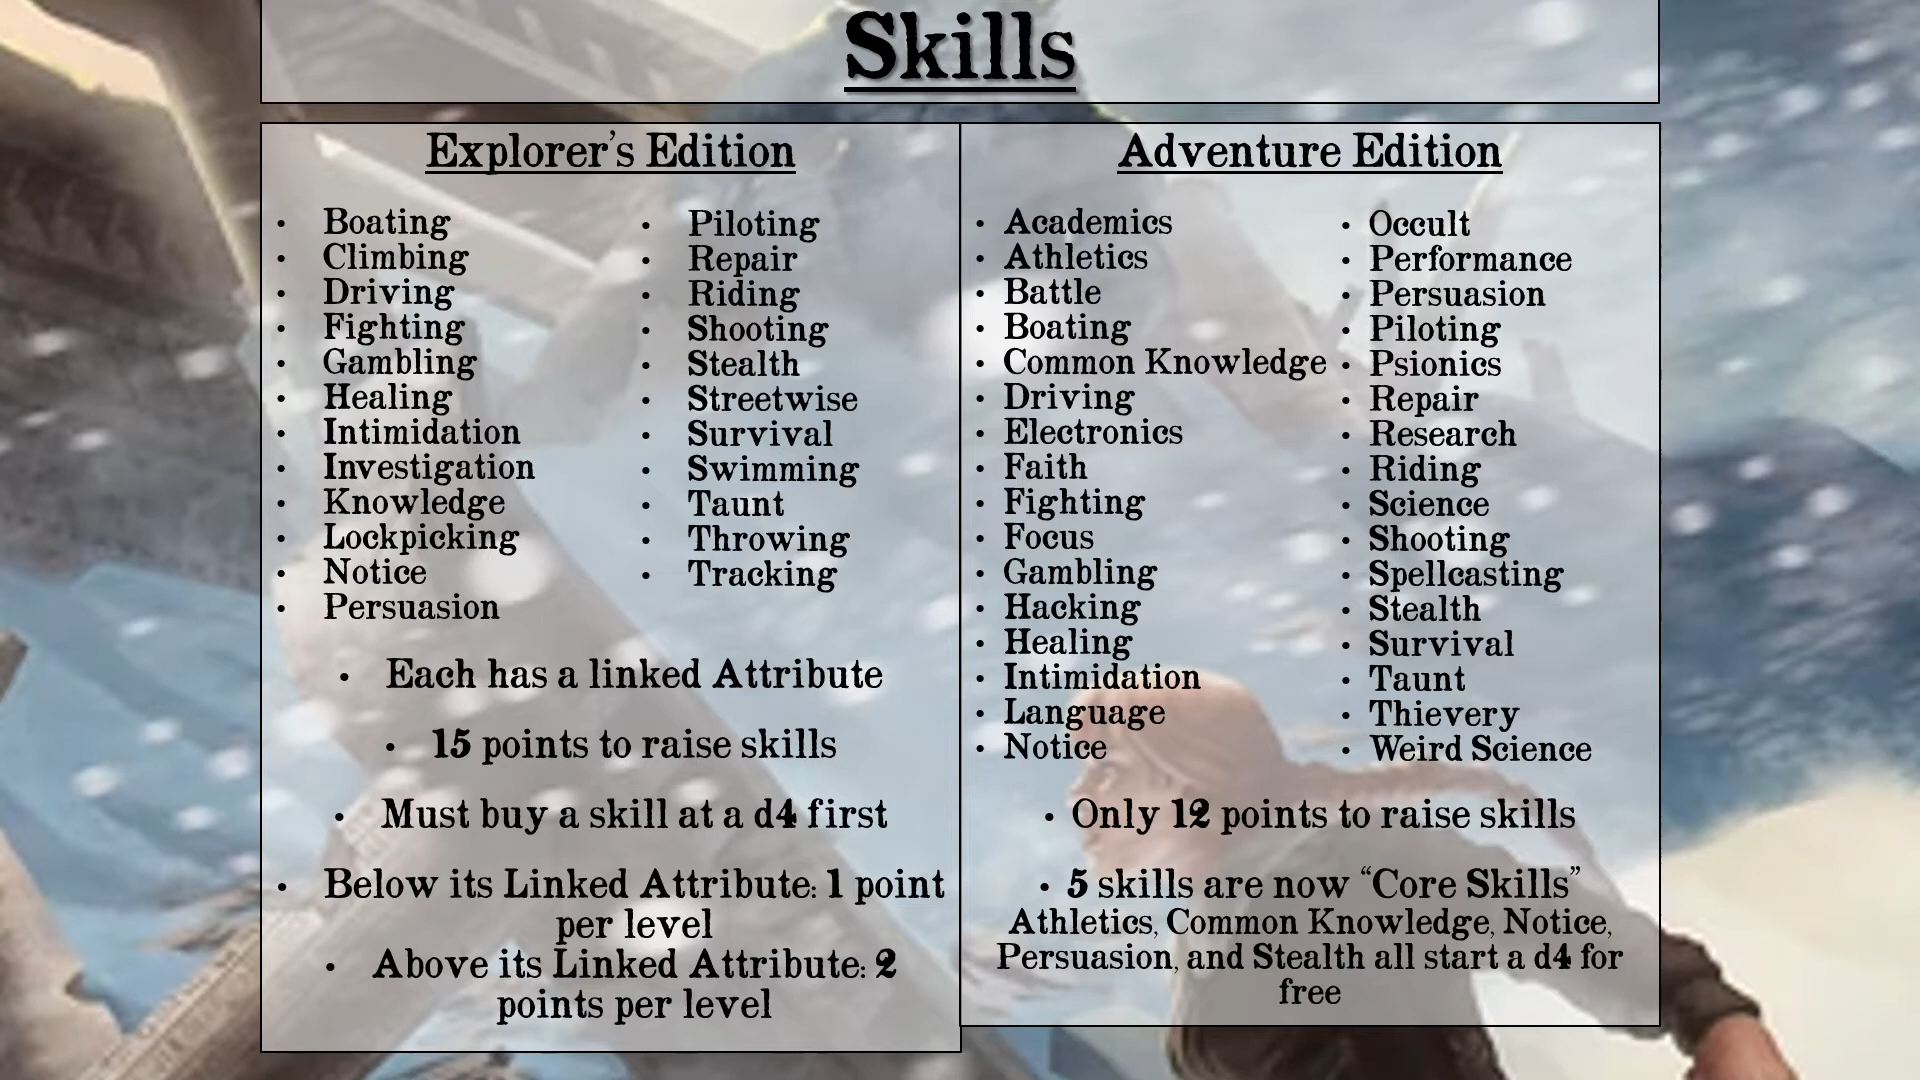 Skills
Explorer's Edition
• Boating
• Climbing
• Driving
• Fighting
• Gambling
• Healing
• Intimidation
• Investigation
• Knowledge
• Lockpicking
• Notice
• Persuasion
• Piloting
• Repair
• Riding
• Shooting
• Stealth
• Streetwise
• Survival
• Swimming
• Taunt
• Throwing
• Tracking
• Each has a linked Attribute
• 15 points to raise skills
• Must buy a skill at a d4 first
• Below its Linked Attribute: 1 point
per level
• Above its Linked Attribute: 2
points per level
Adventure Edition
• Academics
• Athletics
• Battle
• Boating
• Common Knowledge
• Driving
• Electronics
• Faith
• Fighting
• Focus
• Gambling
• Hacking
• Healing
• Intimidation
• Language
• Notice
• Occult
• Performance
• Persuasion
• Piloting
• Psionics
• Repair
• Research
• Riding
• Science
• Shooting
• Spellcasting
• Stealth
• Survival
• Taunt
• Thievery
• Weird Science
• Only 12 points to raise skills
• 5 skills are now “Core Skills”
Athletics, Common Knowledge, Notice,
Persuasion, and Stealth all start a d4 for
free